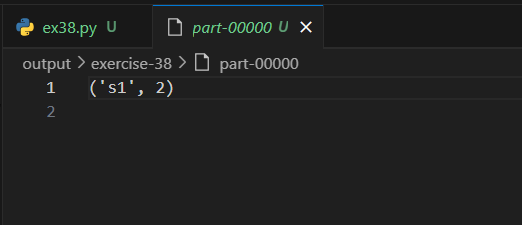 ex38.py U part-00000 U
output > exercise-38 > part-00000
1 ('s1', 2)
2